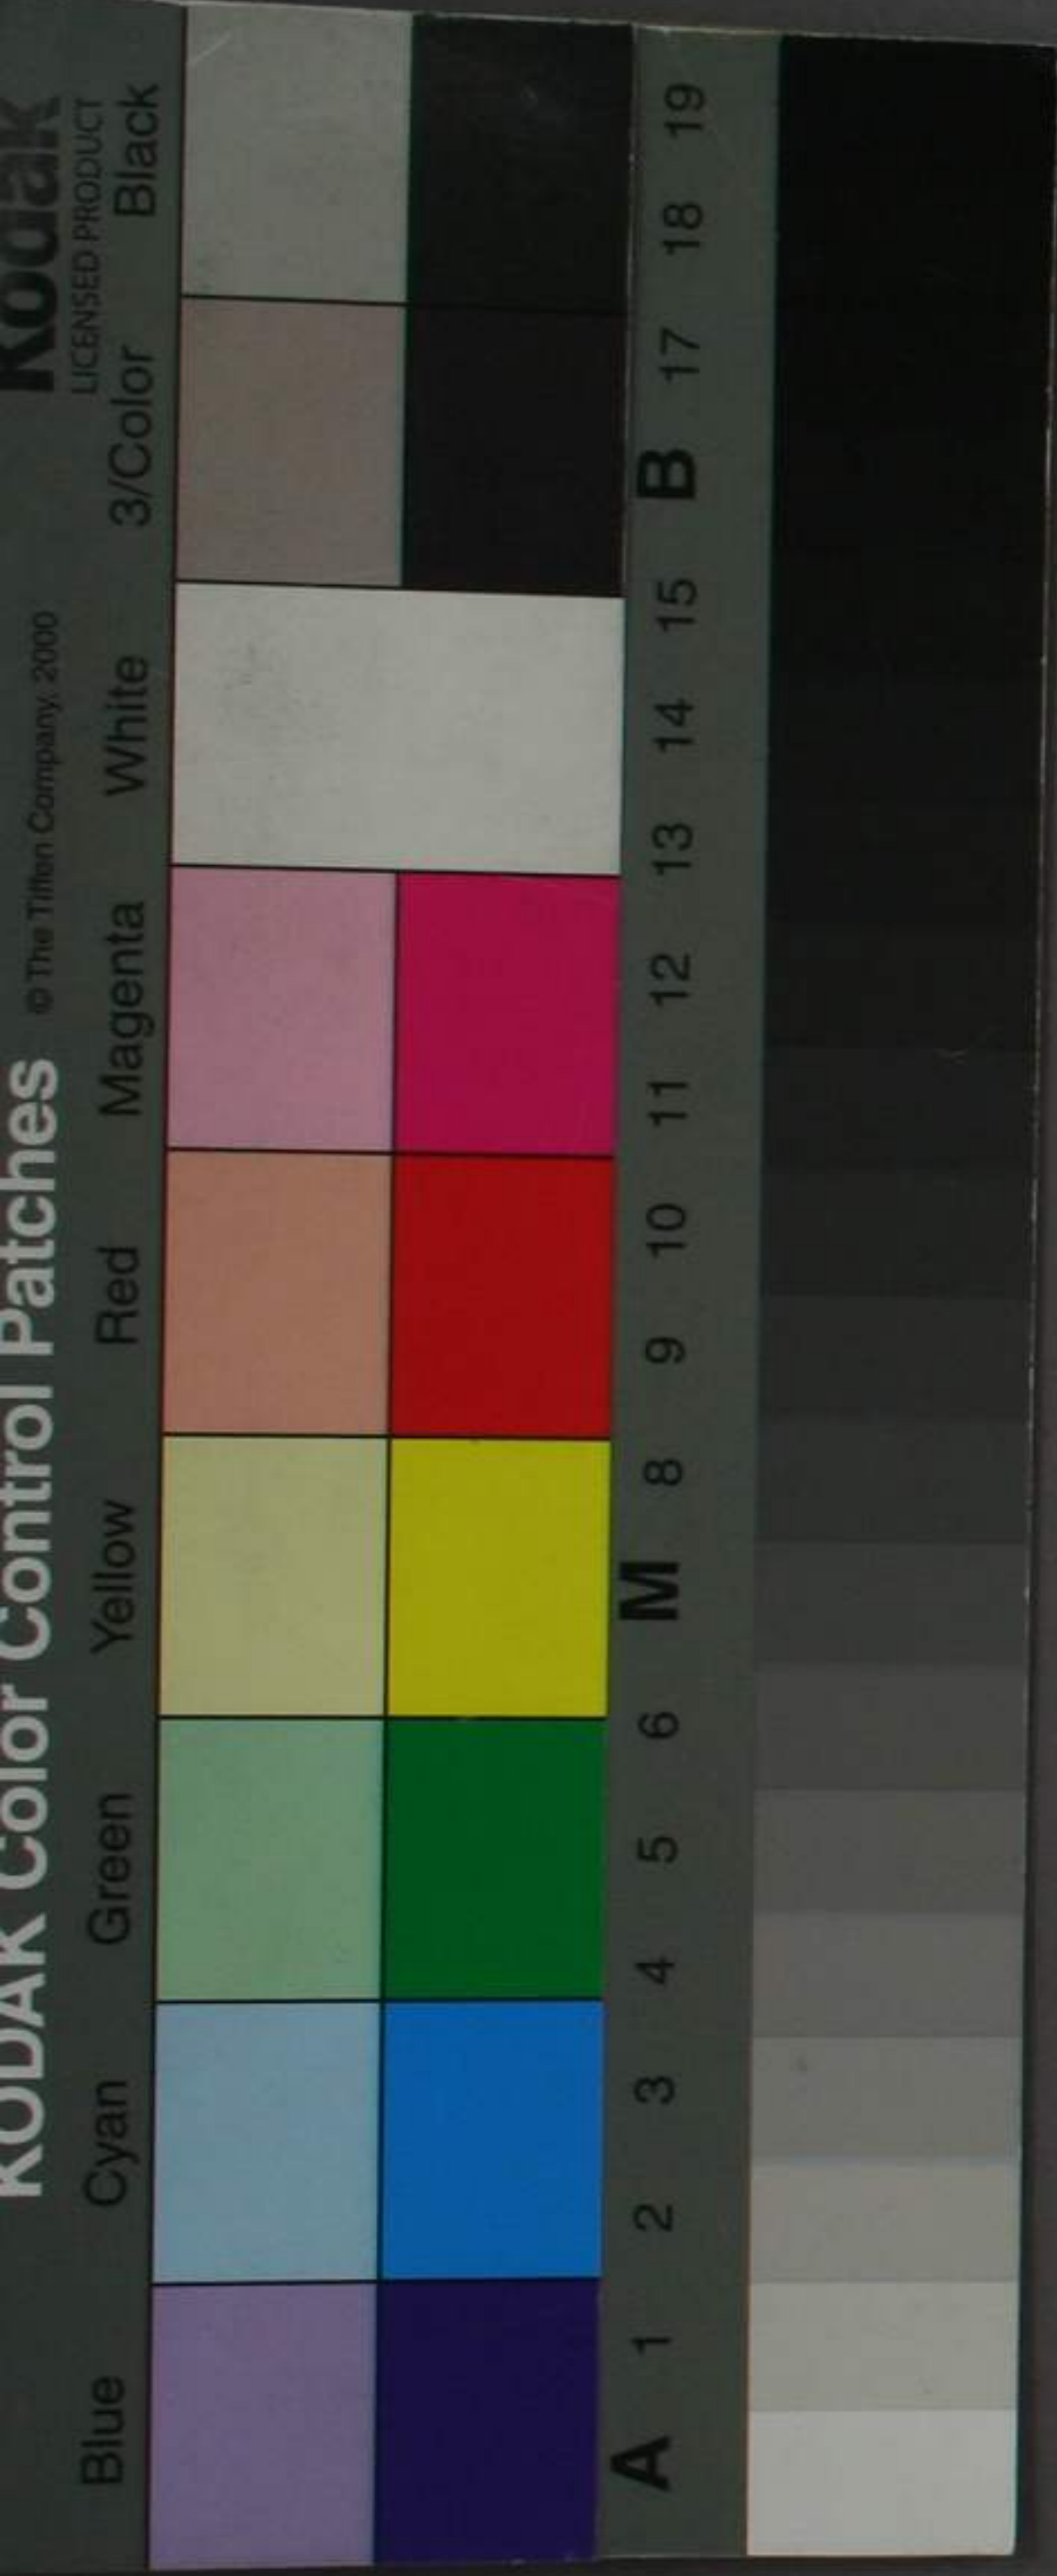 KODAK Color Control Patches © The Tiffen Company, 2000 Kodak
LICENSED PRODUCT
Blue Cyan Green Yellow Red Magenta White 3/Color Black
A 1 2 3 4 5 6 M 8 9 10 11 12 13 14 15 B 17 18 19